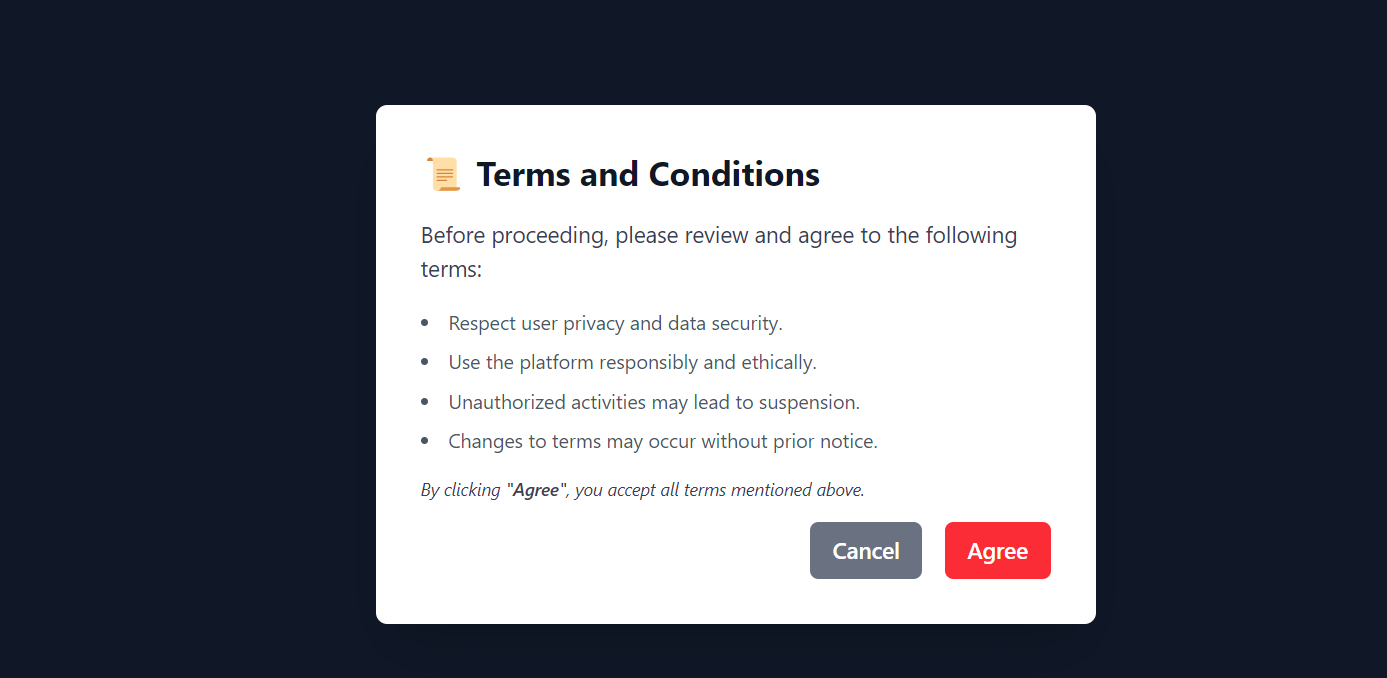 Terms and Conditions
Before proceeding, please review and agree to the following
terms:
Respect user privacy and data security.
Use the platform responsibly and ethically.
Unauthorized activities may lead to suspension.
Changes to terms may occur without prior notice.
By clicking "Agree", you accept all terms mentioned above.
Cancel Agree